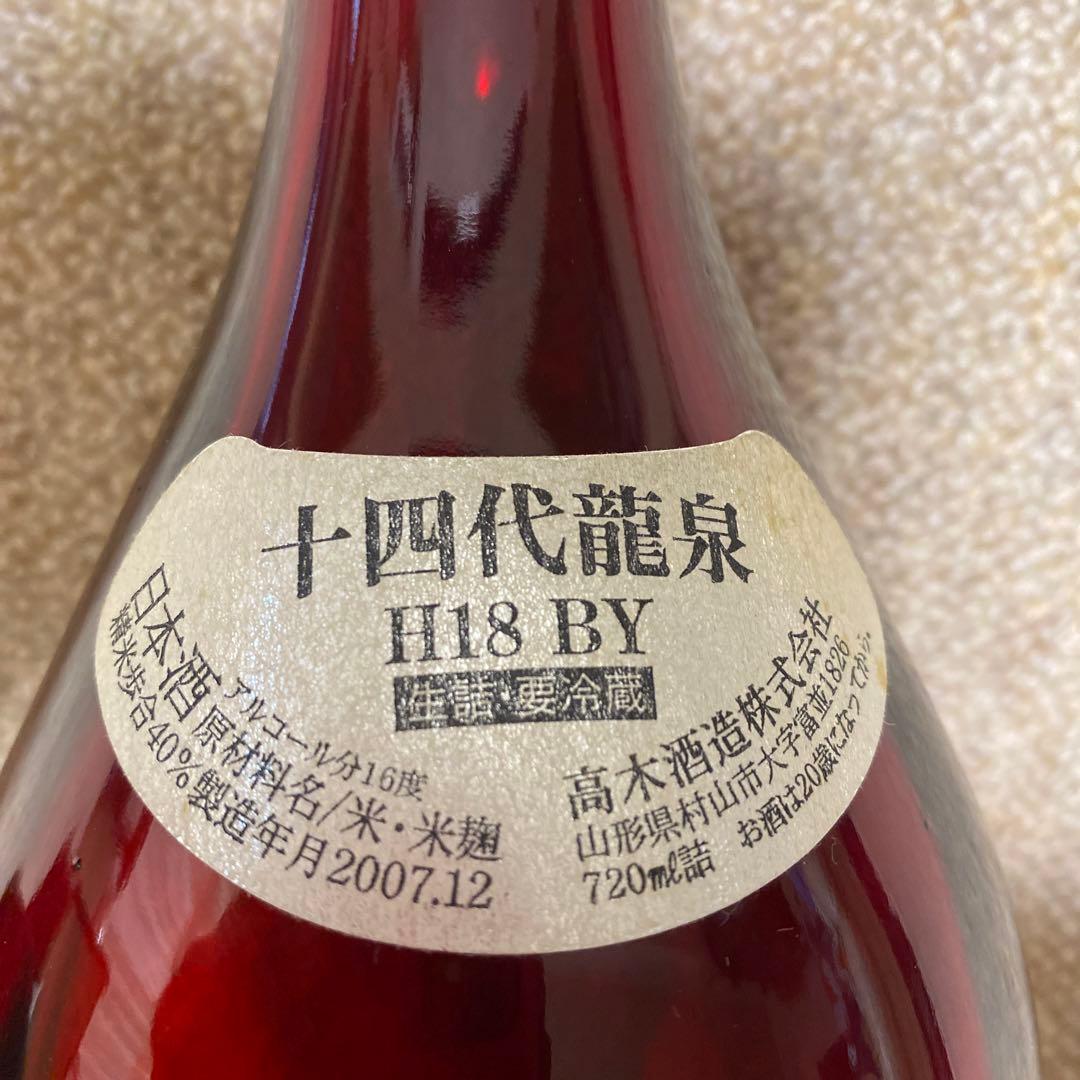 十四代龍泉
H18 BY
生詰 要冷蔵
日本酒 アルコール分16度
原材料名/米・米麹
精米歩合40%製造年月2007.12
高木酒造株式会社
山形県村山市大字富並1826
720ml詰 お酒は20歳になってから。